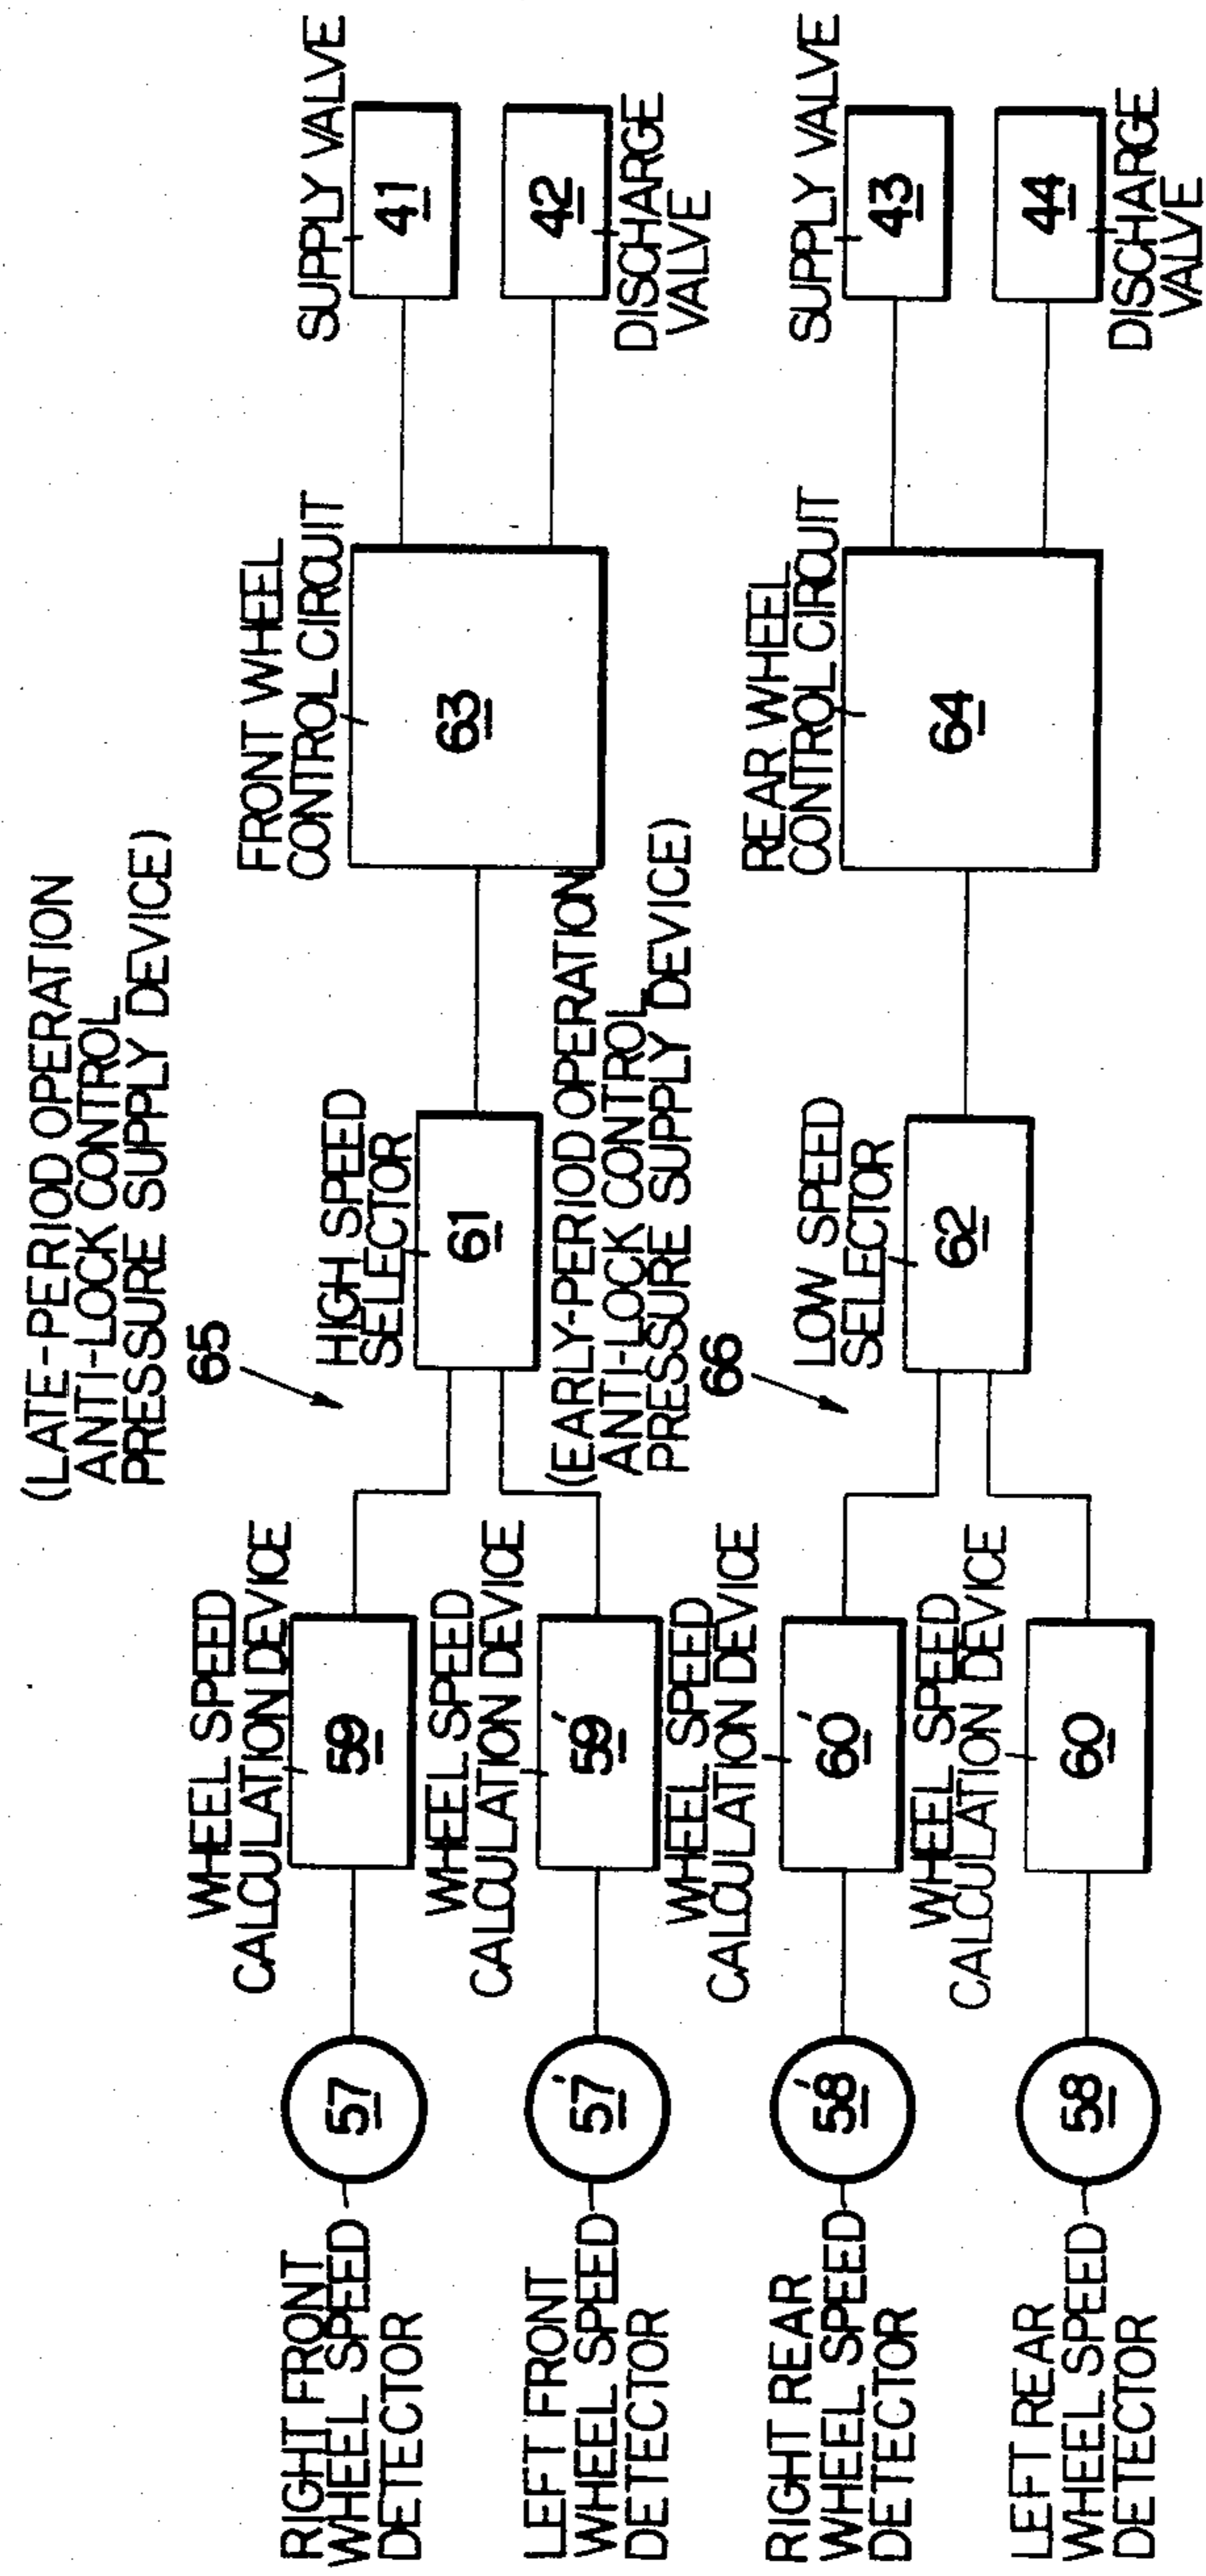 (LATE-PERIOD OPERATION
ANTI-LOCK CONTROL
PRESSURE SUPPLY DEVICE)
65
RIGHT FRONT
WHEEL SPEED
DETECTOR
57
WHEEL SPEED
CALCULATION DEVICE
59
HIGH SPEED
SELECTOR
61
FRONT WHEEL
CONTROL CIRCUIT
63
SUPPLY VALVE
41
42
DISCHARGE
VALVE
LEFT FRONT
WHEEL SPEED
DETECTOR
57'
WHEEL SPEED
CALCULATION DEVICE
59'
(EARLY-PERIOD OPERATION
ANTI-LOCK CONTROL
PRESSURE SUPPLY DEVICE)
66
RIGHT REAR
WHEEL SPEED
DETECTOR
58'
WHEEL SPEED
CALCULATION DEVICE
60'
LOW SPEED
SELECTOR
62
REAR WHEEL
CONTROL CIRCUIT
64
SUPPLY VALVE
43
44
DISCHARGE
VALVE
LEFT REAR
WHEEL SPEED
DETECTOR
58
WHEEL SPEED
CALCULATION DEVICE
60